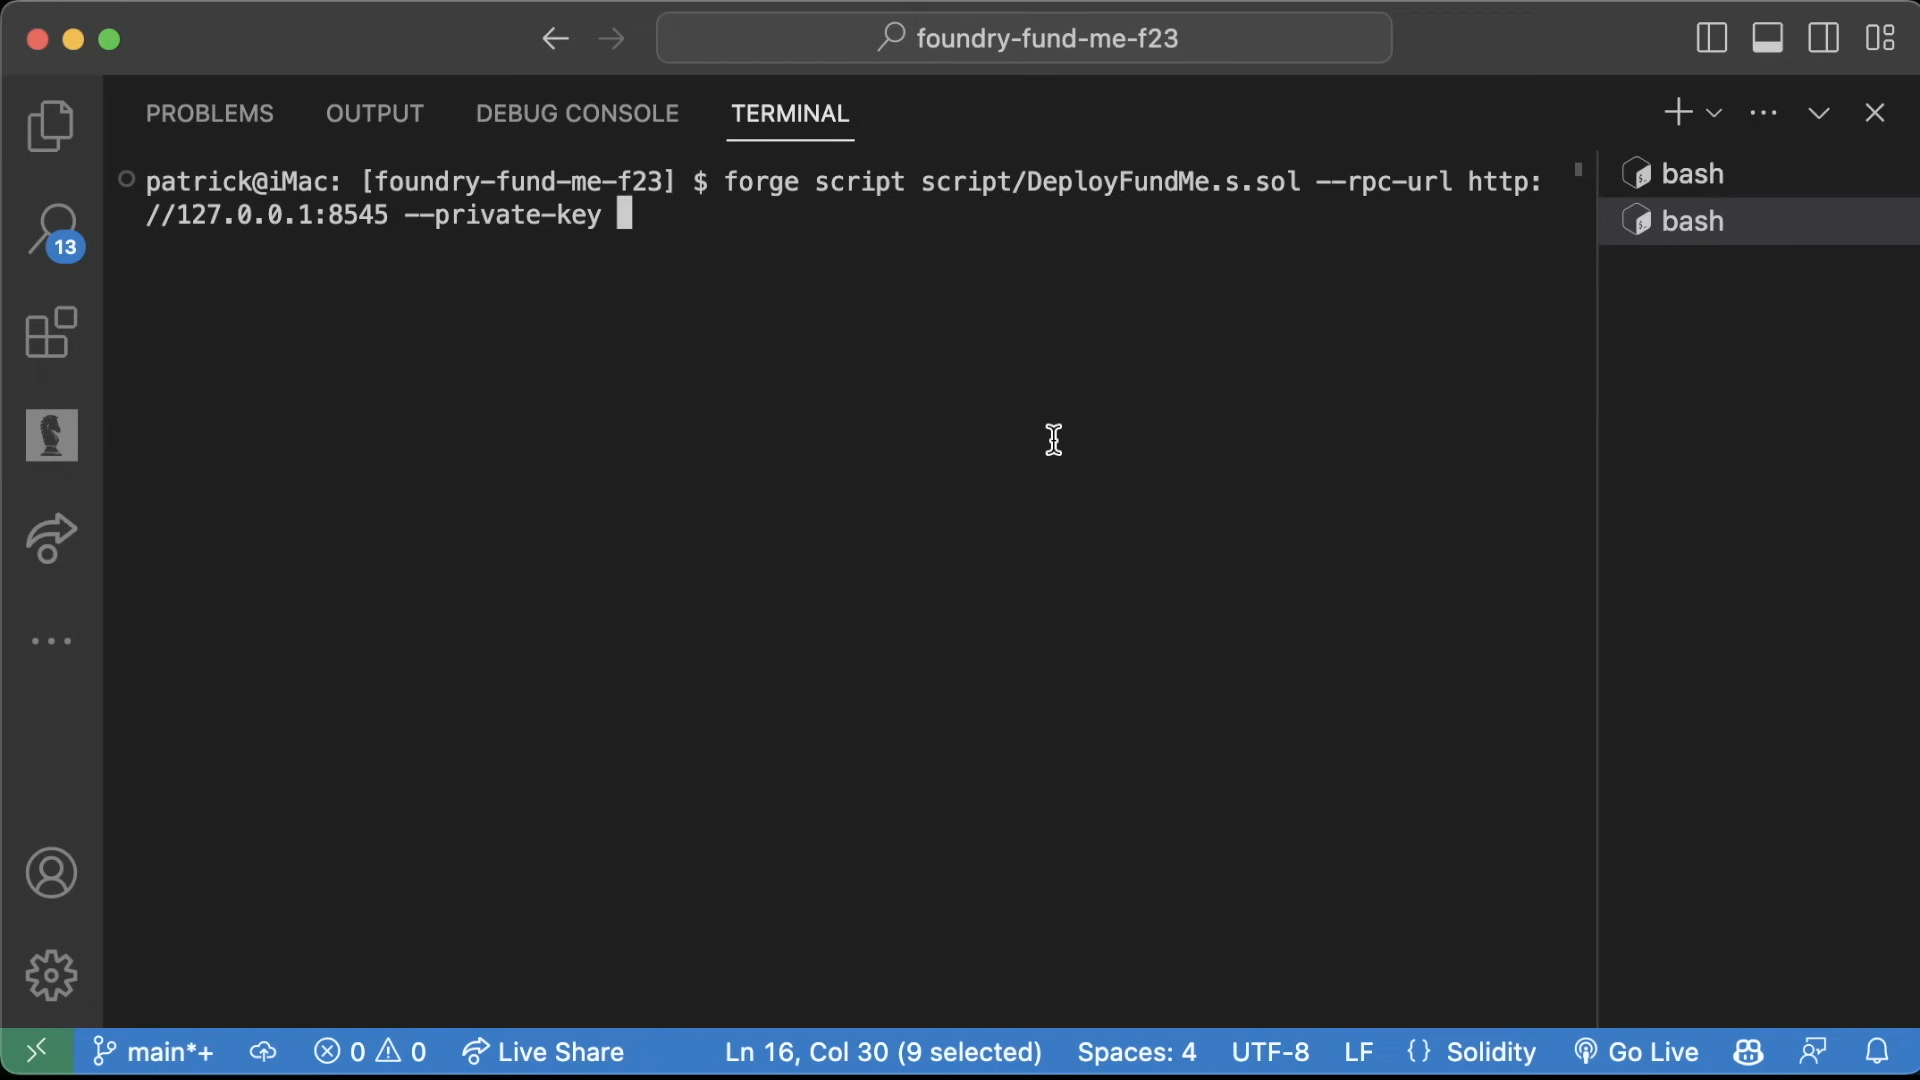 foundry-fund-me-f23
PROBLEMS OUTPUT DEBUG CONSOLE TERMINAL
patrick@iMac: [foundry-fund-me-f23] $ forge script script/DeployFundMe.s.sol --rpc-url http:
//127.0.0.1:8545 --private-key
bash
bash
13
main*+ 0 0 Live Share Ln 16, Col 30 (9 selected) Spaces: 4 UTF-8 LF {} Solidity Go Live